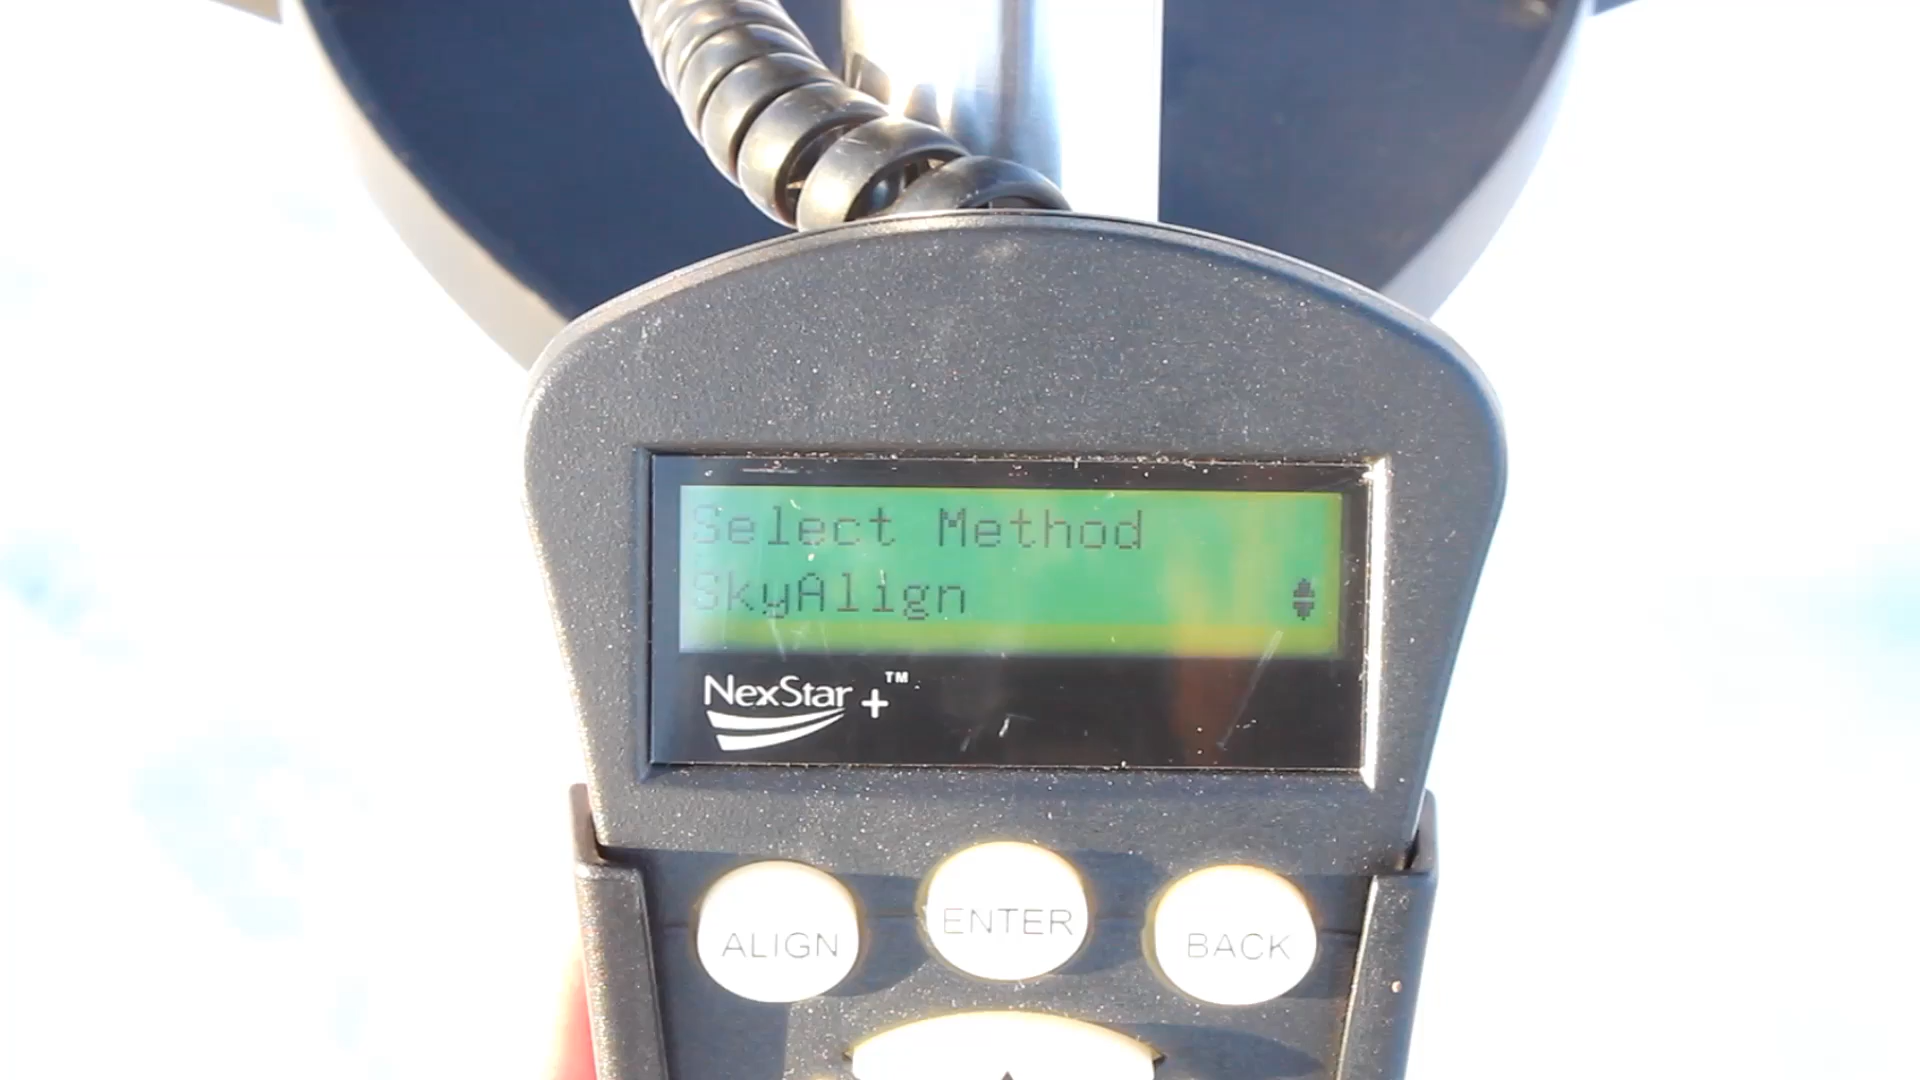 Select Method
SkyAlign
NexStar +™
ALIGN
ENTER
BACK